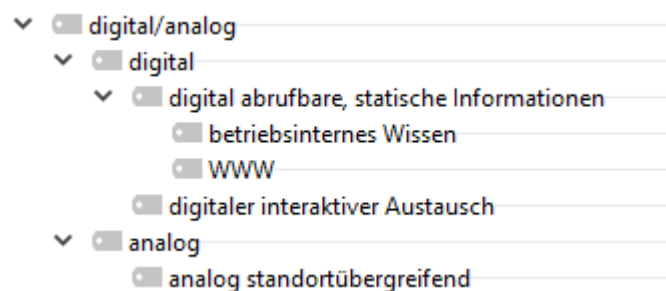 digital/analog
digital
digital abrufbare, statische Informationen
betriebsinternes Wissen
WWW
digitaler interaktiver Austausch
analog
analog standortübergreifend